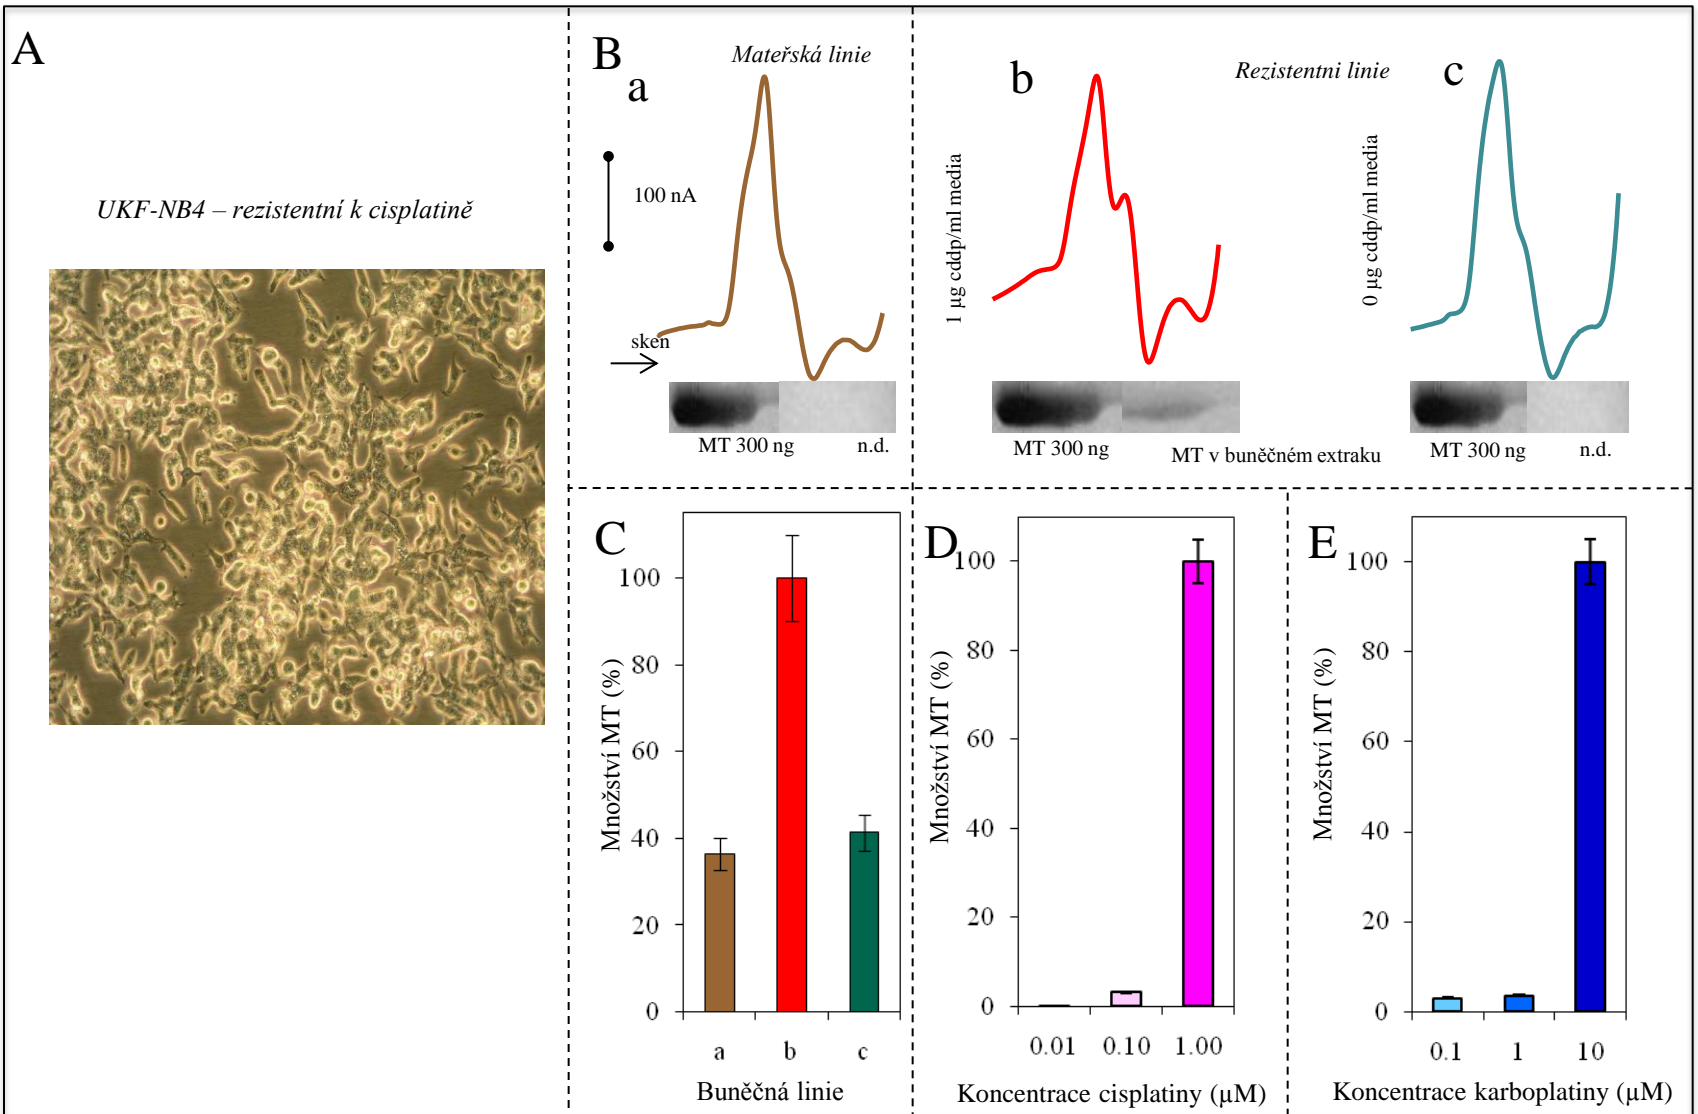 A
UKF-NB4 – rezistentní k cisplatině
B
Mateřská linie
a
100 nA
sken
MT 300 ng
n.d.
b
Rezistentni linie
c
1 µg cddp/ml media
0 µg cddp/ml media
MT 300 ng
MT v buněčném extraku
MT 300 ng
n.d.
C
Množství MT (%)
100
80
60
40
20
0
a b c
Buněčná linie
D
Množství MT (%)
100
80
60
40
20
0
0.01 0.10 1.00
Koncentrace cisplatiny (µM)
E
Množství MT (%)
100
80
60
40
20
0
0.1 1 10
Koncentrace karboplatiny (µM)